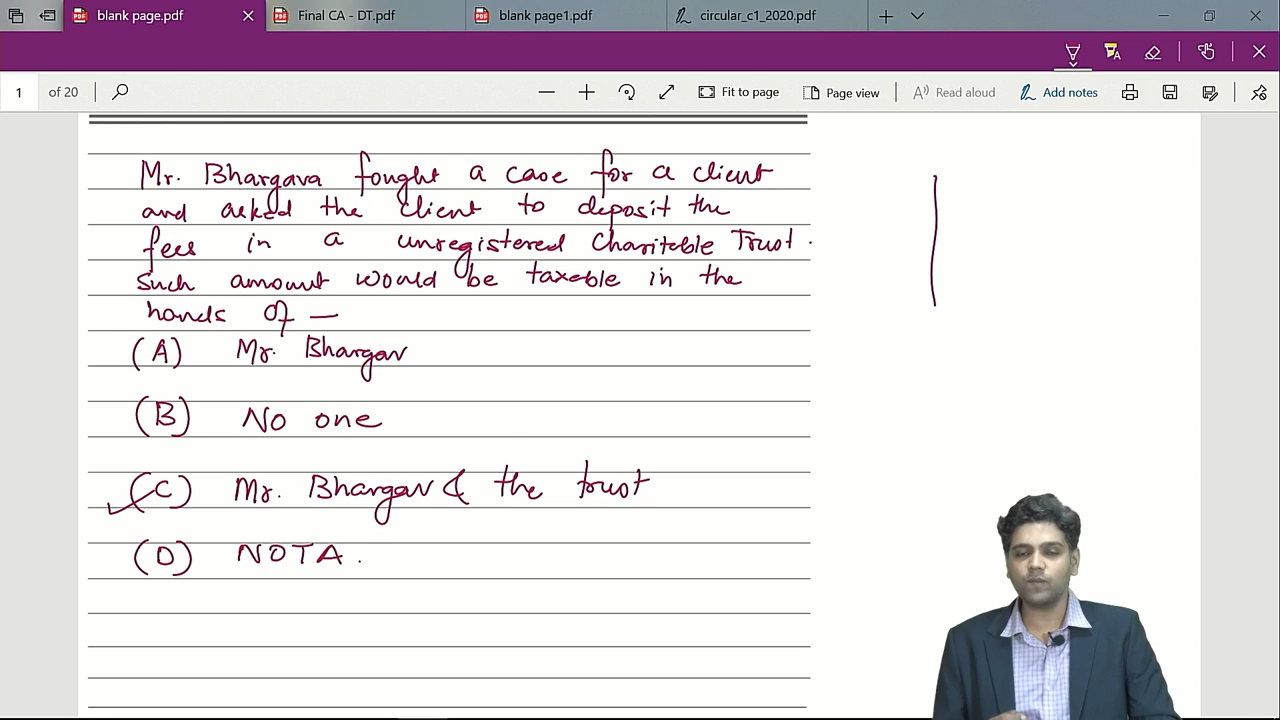 blank page.pdf
Final CA - DT.pdf
blank page1.pdf
circular_c1_2020.pdf
1 of 20
Fit to page
Page view
Read aloud
Add notes
Mr. Bhargava fought a case for a client
and asked the client to deposit the
fees in a unregistered Charitable Trust.
Such amount would be taxable in the
hands of —
(A) Mr. Bhargav
(B) No one
(C) Mr. Bhargav & the trust
(D) NOTA.